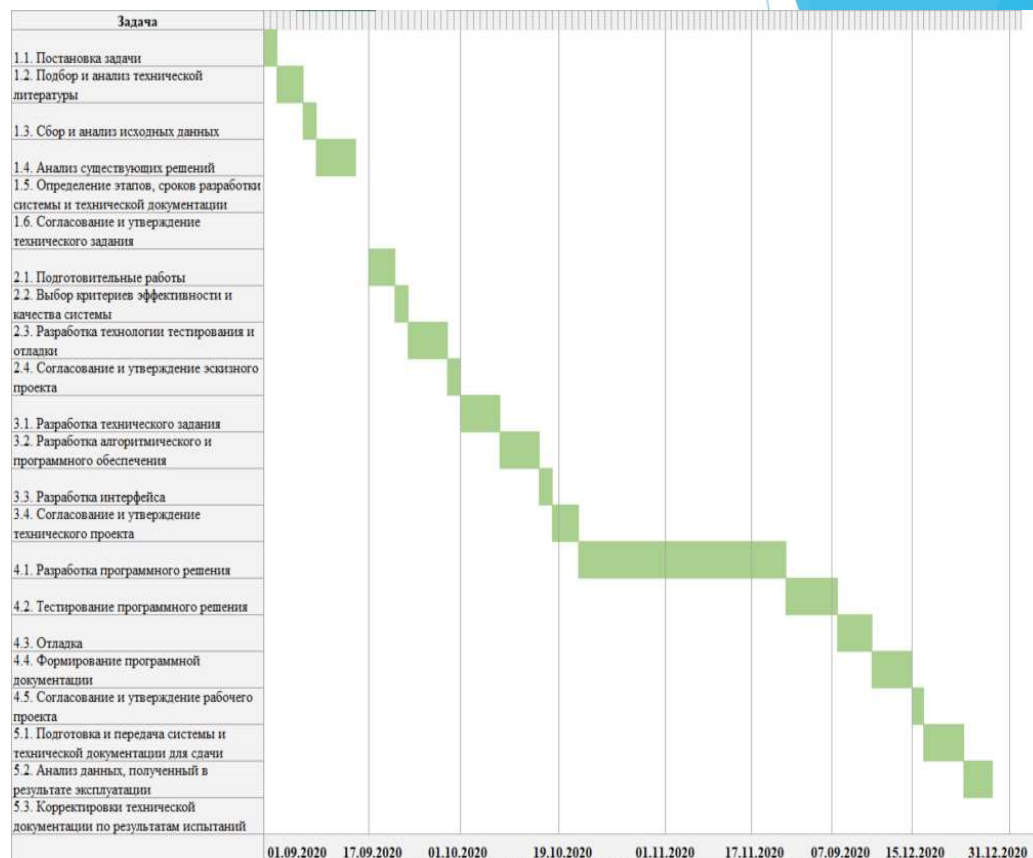 Задача
1.1. Постановка задачи
1.2. Подбор и анализ технической
литературы
1.3. Сбор и анализ исходных данных
1.4. Анализ существующих решений
1.5. Определение этапов, сроков разработки
системы и технической документации
1.6. Согласование и утверждение
технического задания
2.1. Подготовительные работы
2.2. Выбор критериев эффективности и
качества системы
2.3. Разработка технологии тестирования и
отладки
2.4. Согласование и утверждение эскизного
проекта
3.1. Разработка технического задания
3.2. Разработка алгоритмического и
программного обеспечения
3.3. Разработка интерфейса
3.4. Согласование и утверждение
технического проекта
4.1. Разработка программного решения
4.2. Тестирование программного решения
4.3. Отладка
4.4. Формирование программной
документации
4.5. Согласование и утверждение рабочего
проекта
5.1. Подготовка и передача системы и
технической документации для сдачи
5.2. Анализ данных, полученный в
результате эксплуатации
5.3. Корректировки технической
документации по результатам испытаний
01.09.2020 17.09.2020 01.10.2020 19.10.2020 01.11.2020 17.11.2020 07.09.2020 15.12.2020 31.12.2020